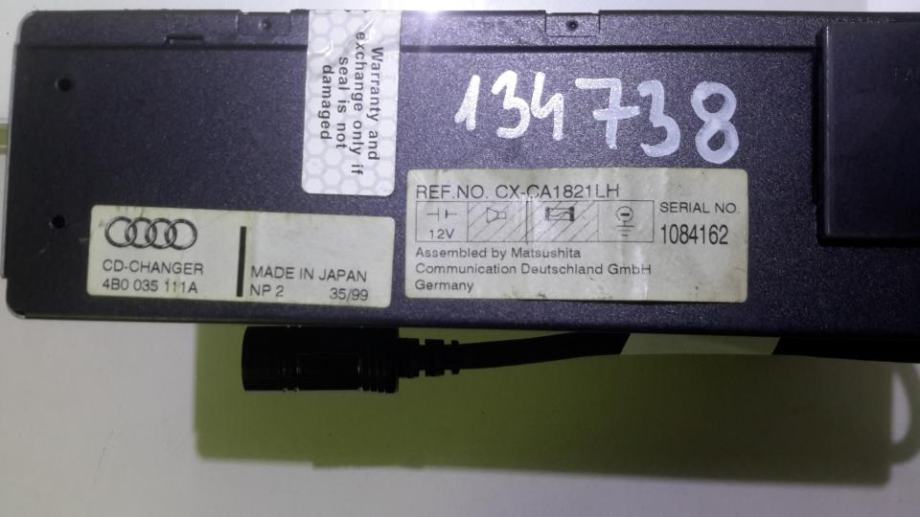 Warranty and
exchange only if
seal is not
damaged
134738
REF.NO. CX-CA1821LH
12V
SERIAL NO.
1084162
Assembled by Matsushita
Communication Deutschland GmbH
Germany
CD-CHANGER
4B0 035 111A
MADE IN JAPAN
NP 2 35/99